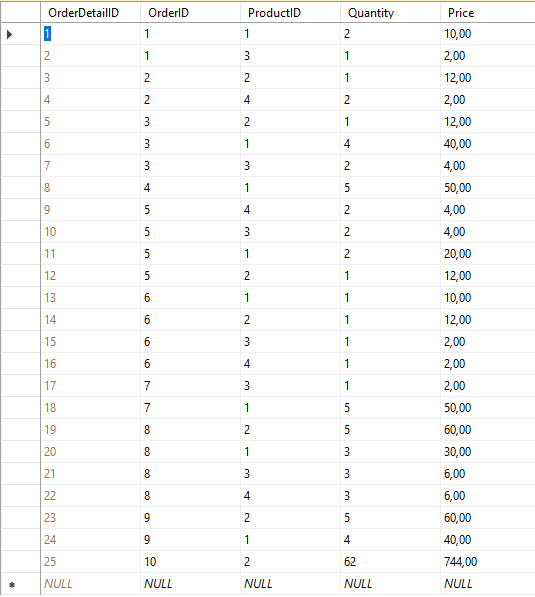 OrderDetailID OrderID ProductID Quantity Price
1 1 1 2 10,00
2 1 3 1 2,00
3 2 2 1 12,00
4 2 4 2 2,00
5 3 2 1 12,00
6 3 1 4 40,00
7 3 3 2 4,00
8 4 1 5 50,00
9 5 4 2 4,00
10 5 3 2 4,00
11 5 1 2 20,00
12 5 2 1 12,00
13 6 1 1 10,00
14 6 2 1 12,00
15 6 3 1 2,00
16 6 4 1 2,00
17 7 3 1 2,00
18 7 1 5 50,00
19 8 2 5 60,00
20 8 1 3 30,00
21 8 3 3 6,00
22 8 4 3 6,00
23 9 2 5 60,00
24 9 1 4 40,00
25 10 2 62 744,00
NULL NULL NULL NULL NULL